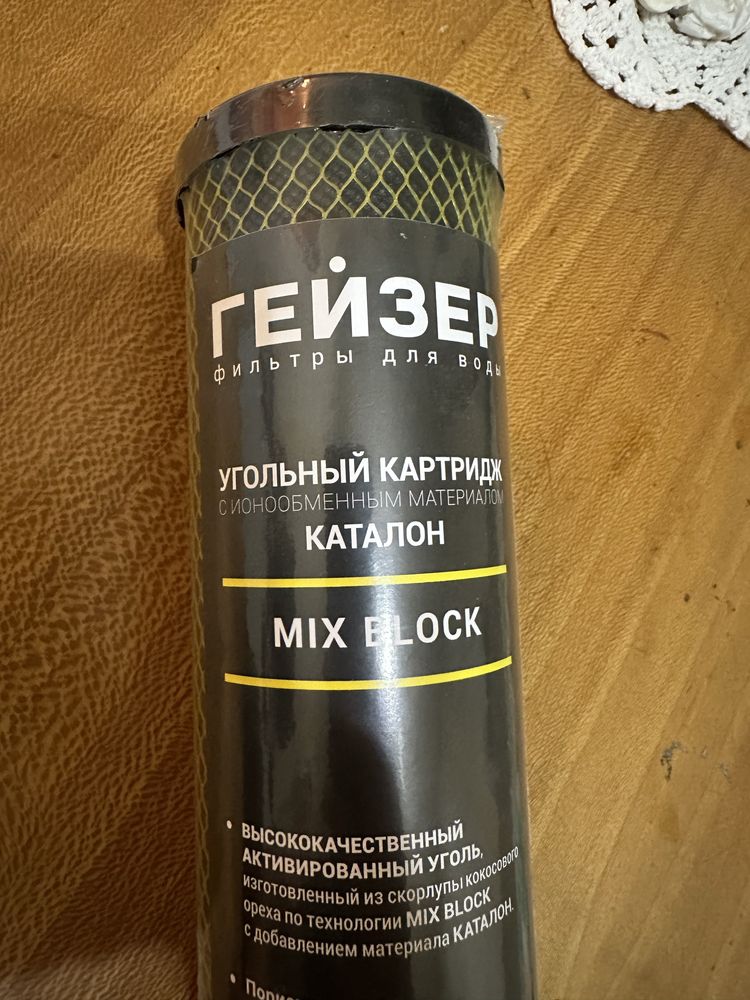 ГЕЙЗЕР
фильтры для воды
УГОЛЬНЫЙ КАРТРИДЖ
С ИОНООБМЕННЫМ МАТЕРИАЛОМ
КАТАЛОН
MIX BLOCK
• ВЫСОКОКАЧЕСТВЕННЫЙ
АКТИВИРОВАННЫЙ УГОЛЬ,
изготовленный из скорлупы кокосового
ореха по технологии MIX BLOCK
с добавлением материала КАТАЛОН.